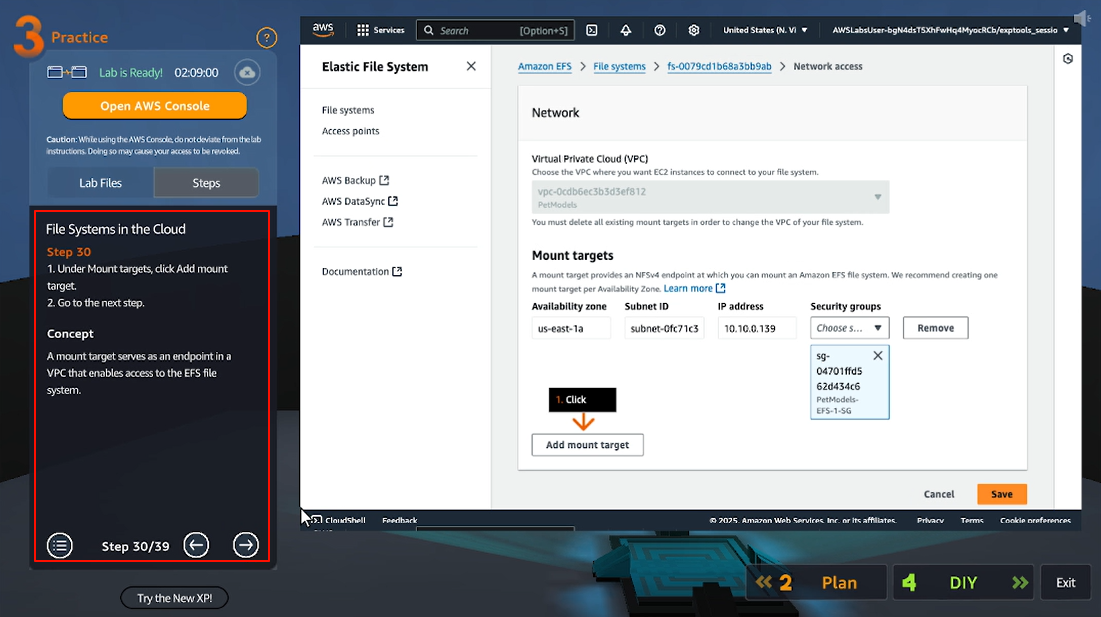 3 Practice
?
Lab is Ready! 02:09:00
Open AWS Console
Caution: While using the AWS Console, do not deviate from the lab
instructions. Doing so may cause your access to be revoked.
Lab Files
Steps
File Systems in the Cloud
Step 30
1. Under Mount targets, click Add mount
target.
2. Go to the next step.
Concept
A mount target serves as an endpoint in a
VPC that enables access to the EFS file
system.
Step 30/39
Try the New XP!
aws
Services
Search [Option+S]
United States (N. Vi
AWSLabsUser-bgN4dsT5XhFwHq4MyocRCb/exptools_sessio
Elastic File System
File systems
Access points
AWS Backup
AWS DataSync
AWS Transfer
Documentation
Amazon EFS > File systems > fs-0079cd1b68a3bb9ab > Network access
Network
Virtual Private Cloud (VPC)
Choose the VPC where you want EC2 instances to connect to your file system.
vpc-0cdb6ec3b3d3ef812
PetModels
You must delete all existing mount targets in order to change the VPC of your file system.
Mount targets
A mount target provides an NFSv4 endpoint at which you can mount an Amazon EFS file system. We recommend creating one
mount target per Availability Zone. Learn more
Availability zone Subnet ID IP address Security groups
us-east-1a subnet-0fc71c3 10.10.0.139 Choose s... Remove
sg-
04701ffd5
62d434c6
PetModels-
EFS-1-SG
1. Click
Add mount target
Cancel
Save
CloudShell Feedback © 2025, Amazon Web Services, Inc. or its affiliates. Privacy Terms Cookie preferences
2 Plan
4 DIY
Exit